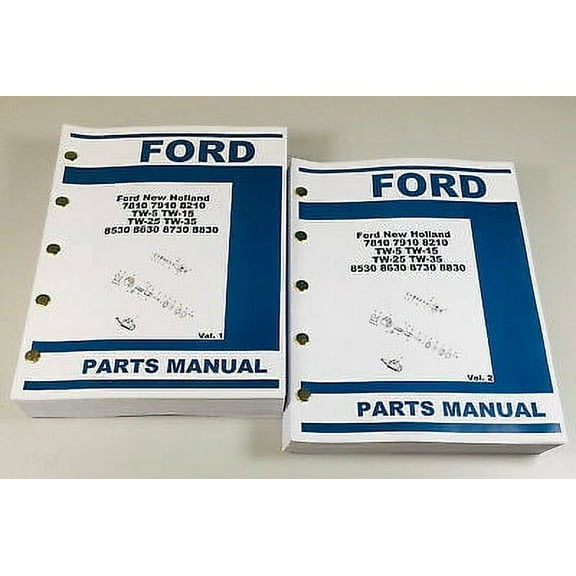 FORD
Ford New Holland
7810 7910 8210
TW-5 TW-15
TW-25 TW-35
8530 8630 8730 8830
Vol. 1
PARTS MANUAL
FORD
Ford New Holland
7810 7910 8210
TW-5 TW-15
TW-25 TW-35
8530 8630 8730 8830
Vol. 2
PARTS MANUAL